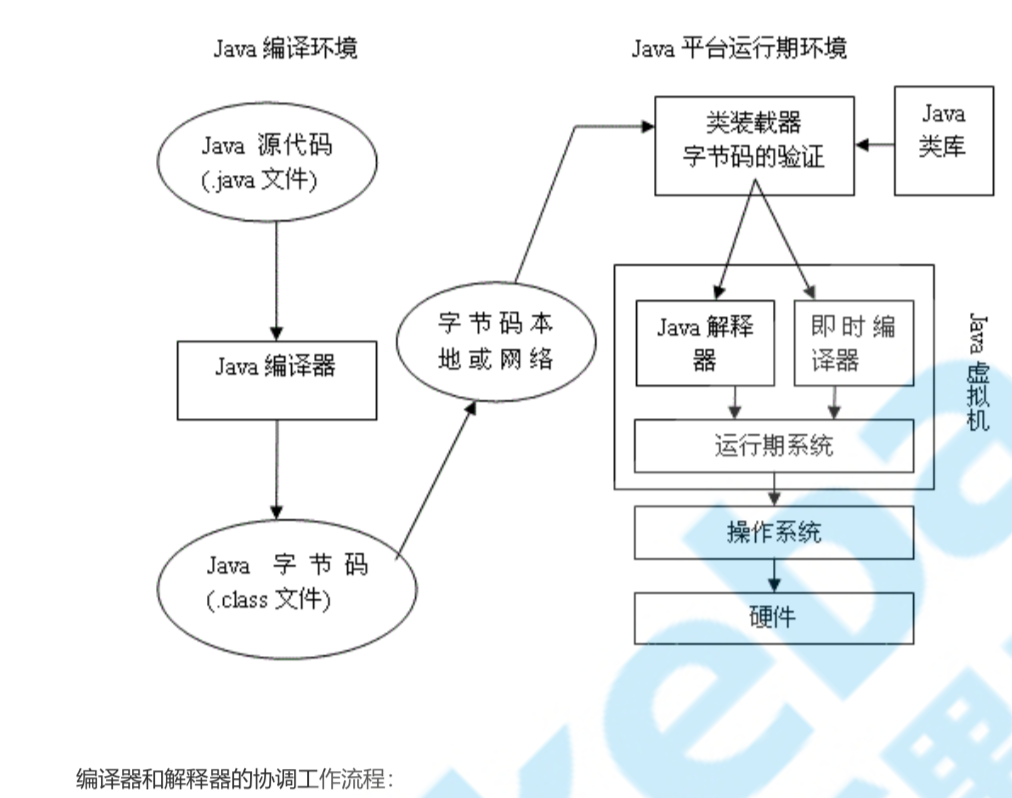 Java 编译环境
Java 平台运行期环境
Java 源代码
(.java 文件)
Java 编译器
Java 字节码
(.class 文件)
字节码本
地或网络
类装载器
字节码的验证
Java
类库
Java 解释
器
即时编
译器
运行期系统
Java 虚拟机
操作系统
硬件
编译器和解释器的协调工作流程：